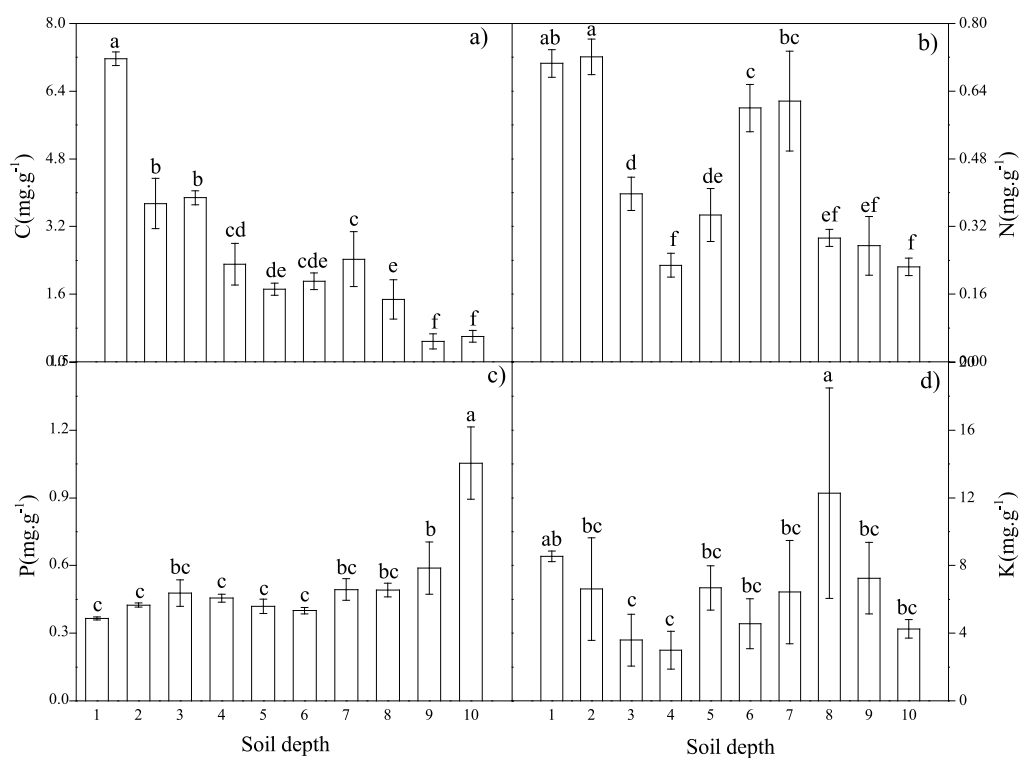 a)
8.0
6.4
4.8
3.2
1.6
C(mg.g-1)
a
b
b
cd
de
cde
c
e
f
f
b)
0.80
0.64
0.48
0.32
0.16
0.00
N(mg.g-1)
ab
a
d
f
de
c
bc
ef
ef
f
c)
1.2
0.9
0.6
0.3
0.0
P(mg.g-1)
c
c
bc
c
c
c
bc
bc
b
a
1 2 3 4 5 6 7 8 9 10
Soil depth
d)
20
16
12
8
4
0
K(mg.g-1)
ab
bc
c
c
bc
bc
bc
a
bc
bc
1 2 3 4 5 6 7 8 9 10
Soil depth